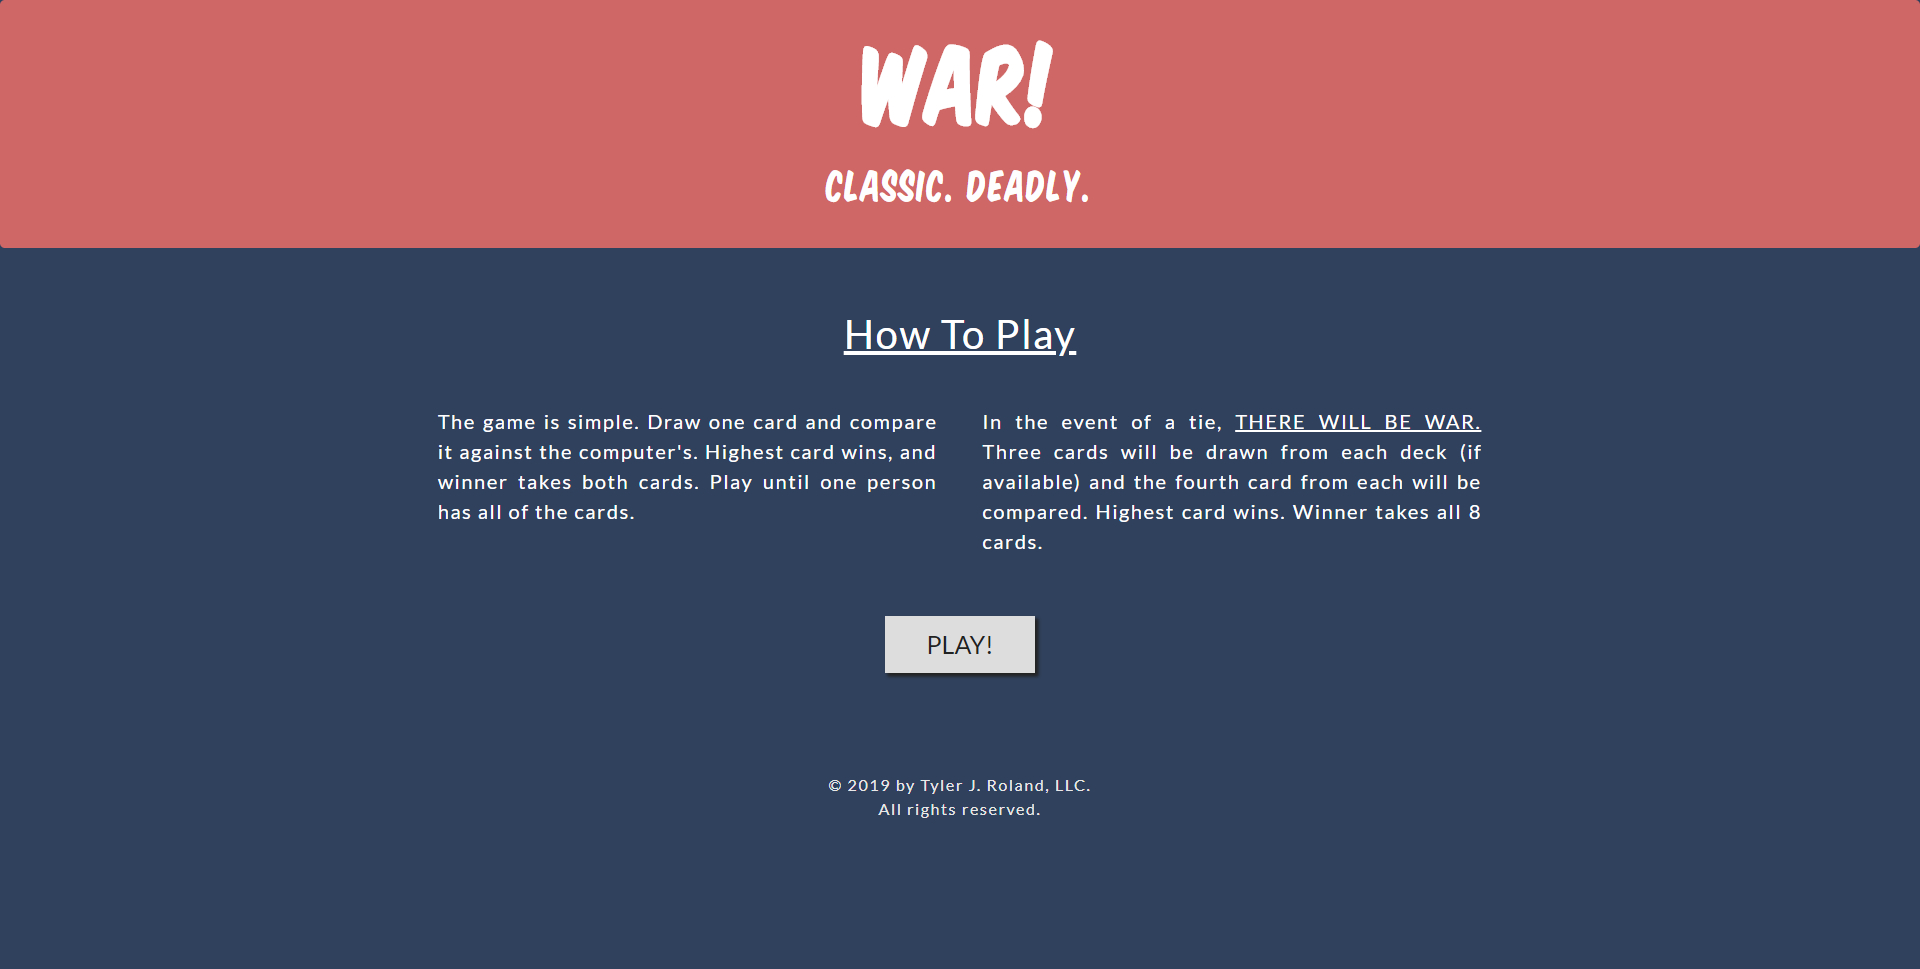 WAR!
CLASSIC. DEADLY.
How To Play
The game is simple. Draw one card and compare
it against the computer's. Highest card wins, and
winner takes both cards. Play until one person
has all of the cards.
In the event of a tie, THERE WILL BE WAR.
Three cards will be drawn from each deck (if
available) and the fourth card from each will be
compared. Highest card wins. Winner takes all 8
cards.
PLAY!
© 2019 by Tyler J. Roland, LLC.
All rights reserved.